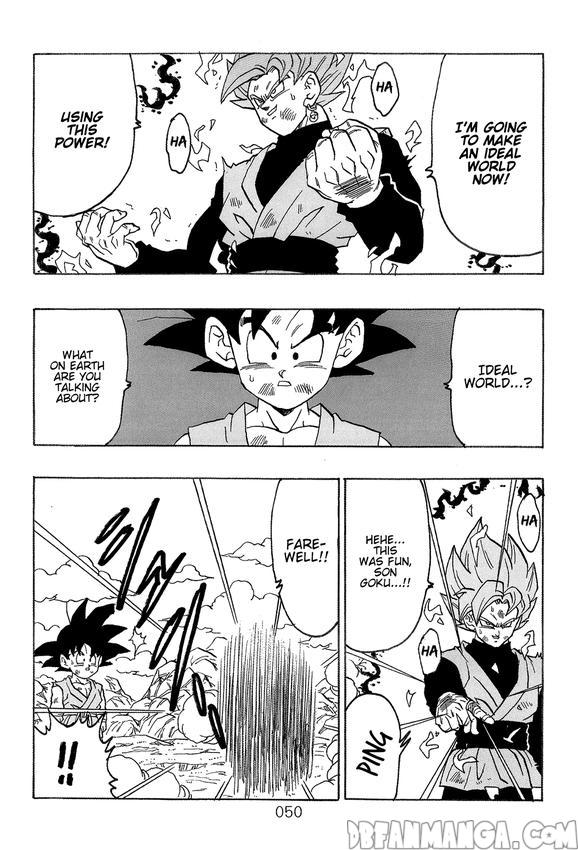 I'M GOING
TO MAKE
AN IDEAL
WORLD
NOW!
HA
HA
USING
THIS
POWER!
IDEAL
WORLD...?
WHAT
ON EARTH
ARE YOU
TALKING
ABOUT?
HA
HEHE...
THIS
WAS FUN,
SON
GOKU...!!
HA
PING
FARE-
WELL!!
!!
050
DBFANMANGA.COM